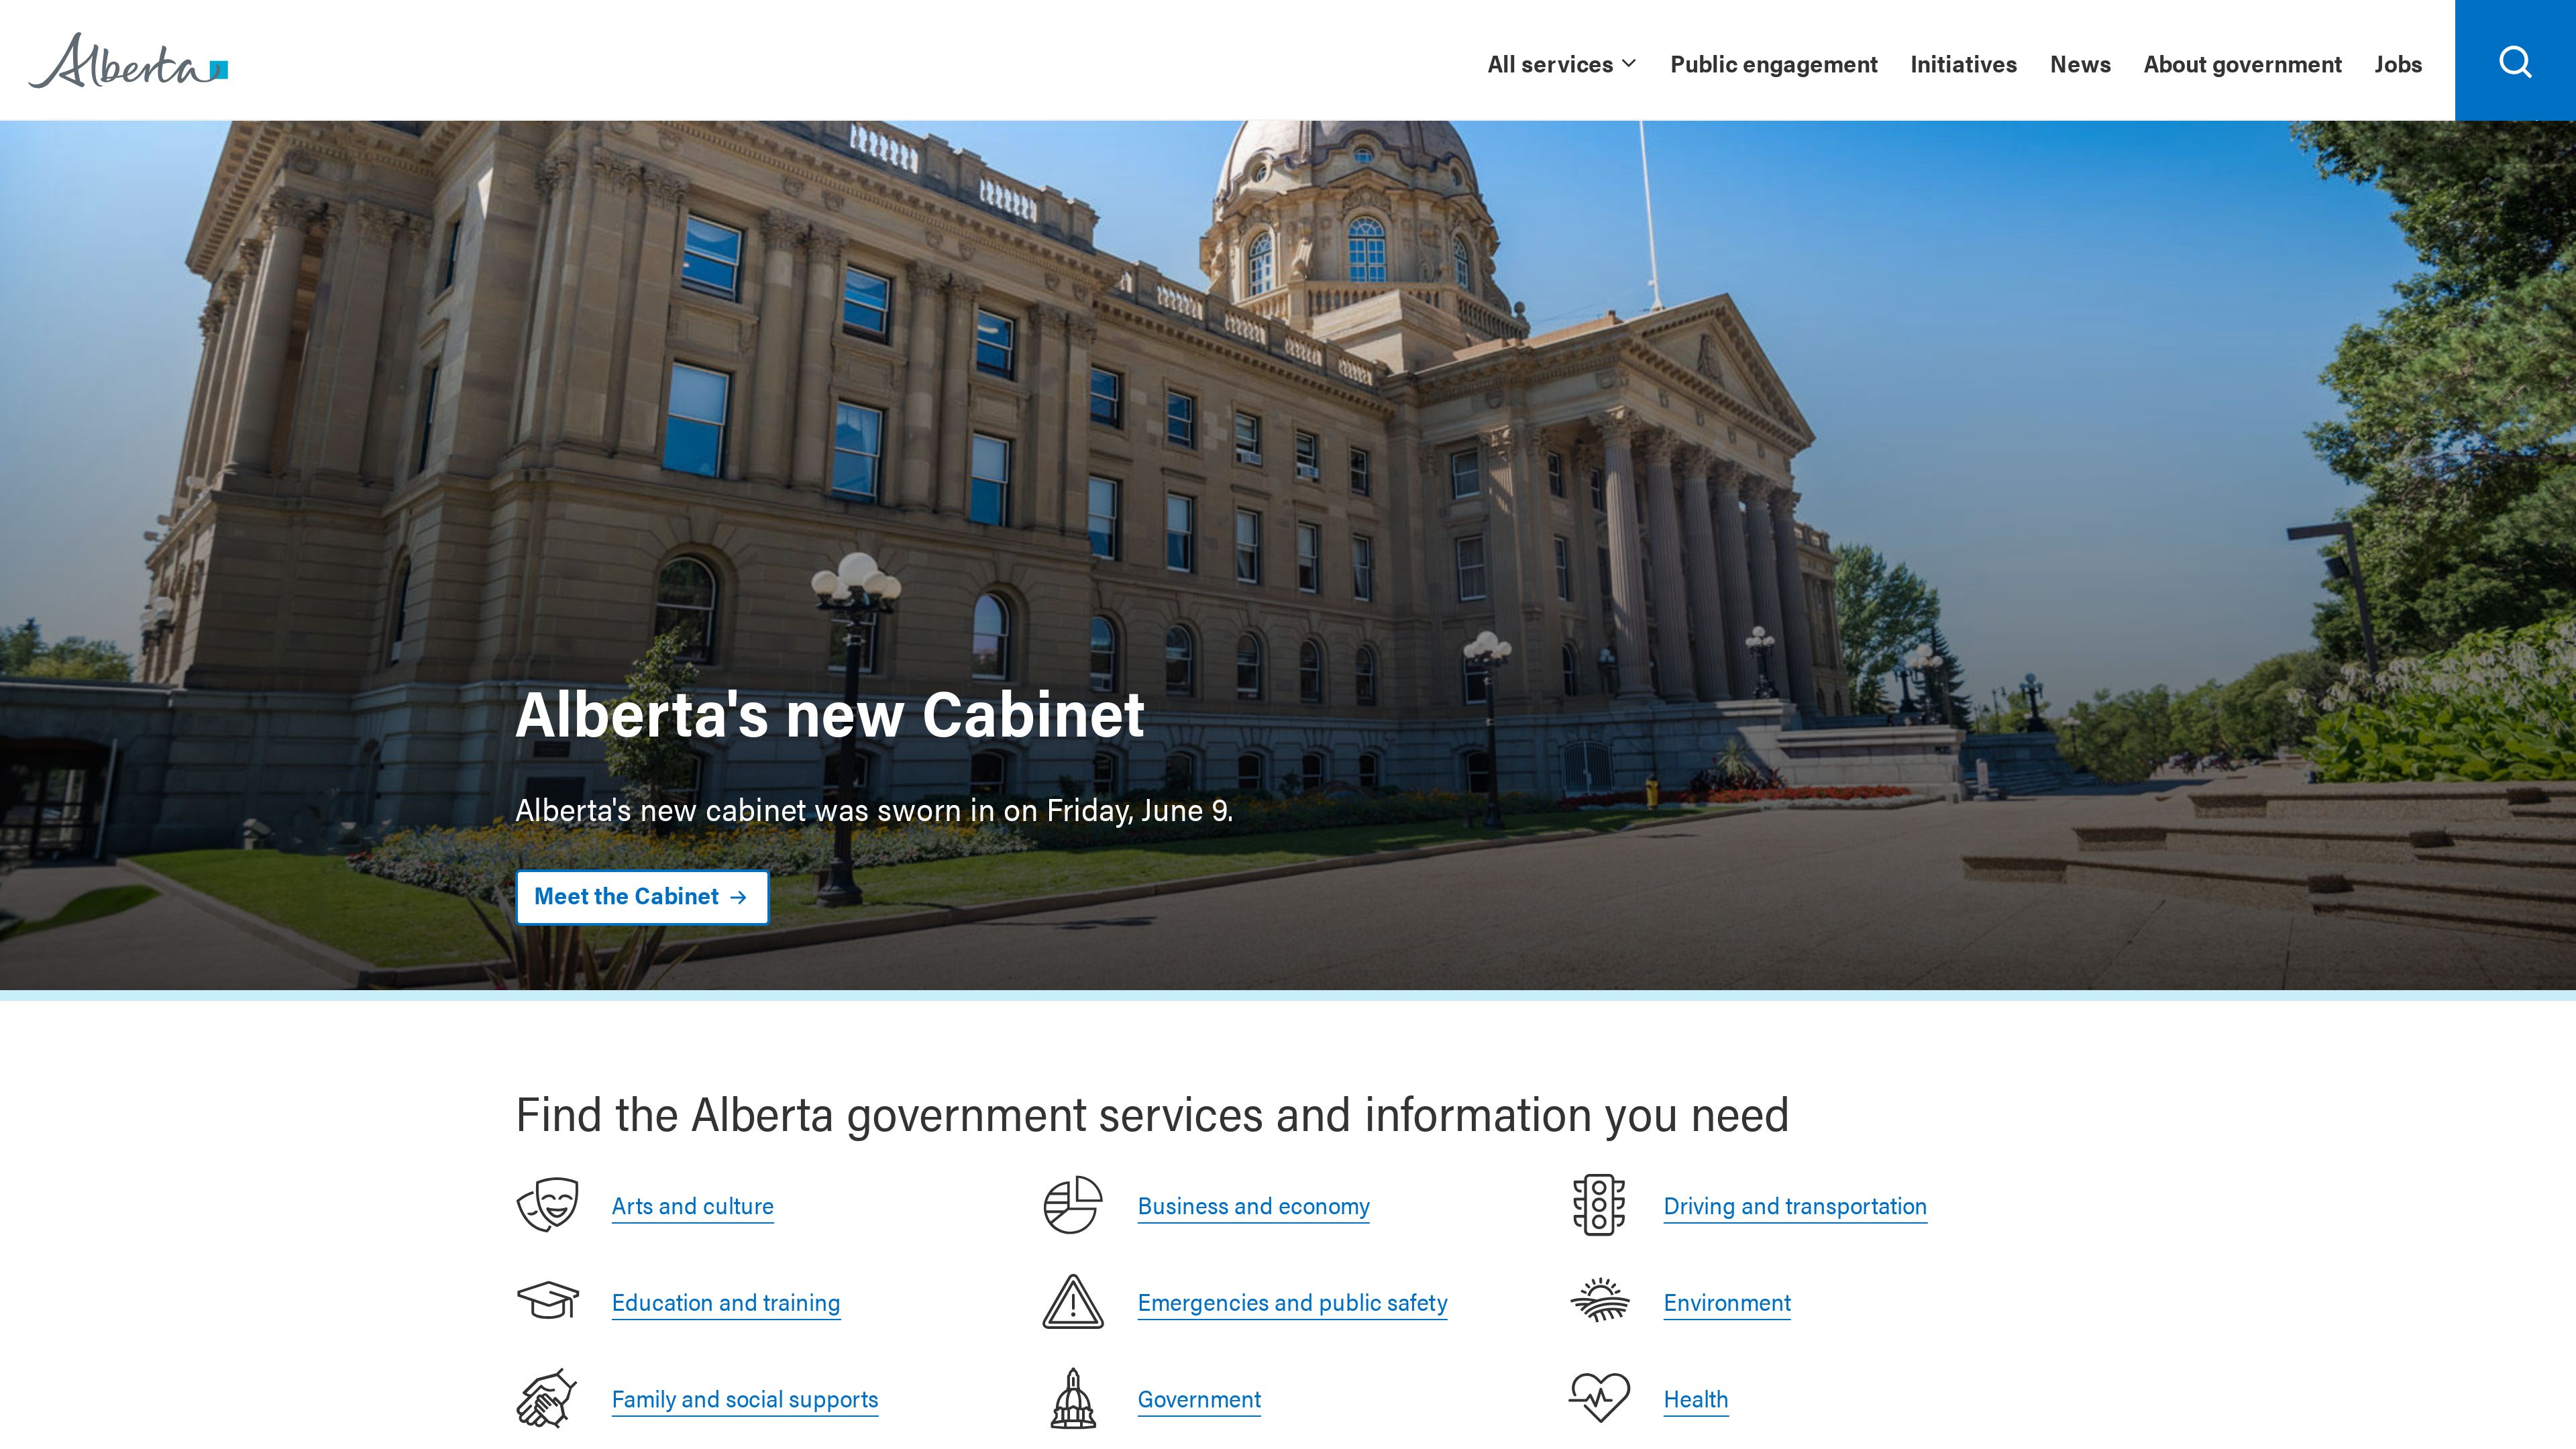 Alberta
All services
Public engagement
Initiatives
News
About government
Jobs
Alberta's new Cabinet
Alberta's new cabinet was sworn in on Friday, June 9.
Meet the Cabinet →
Find the Alberta government services and information you need
Arts and culture
Business and economy
Driving and transportation
Education and training
Emergencies and public safety
Environment
Family and social supports
Government
Health